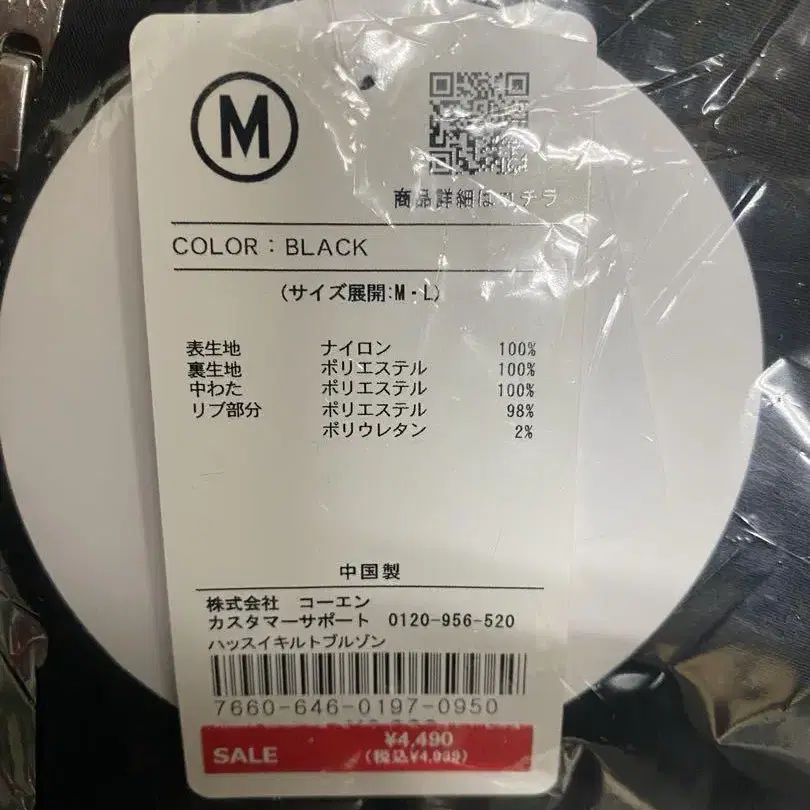 M
商品詳細はコチラ
COLOR：BLACK
(サイズ展開:M・L)
表生地 ナイロン 100%
裏生地 ポリエステル 100%
中わた ポリエステル 100%
リブ部分 ポリエステル 98%
ポリウレタン 2%
中国製
株式会社 コーエン
カスタマーサポート 0120-956-520
ハッスイキルトブルゾン
7660-646-0197-0950
SALE ¥4,490
(税込¥4,939)